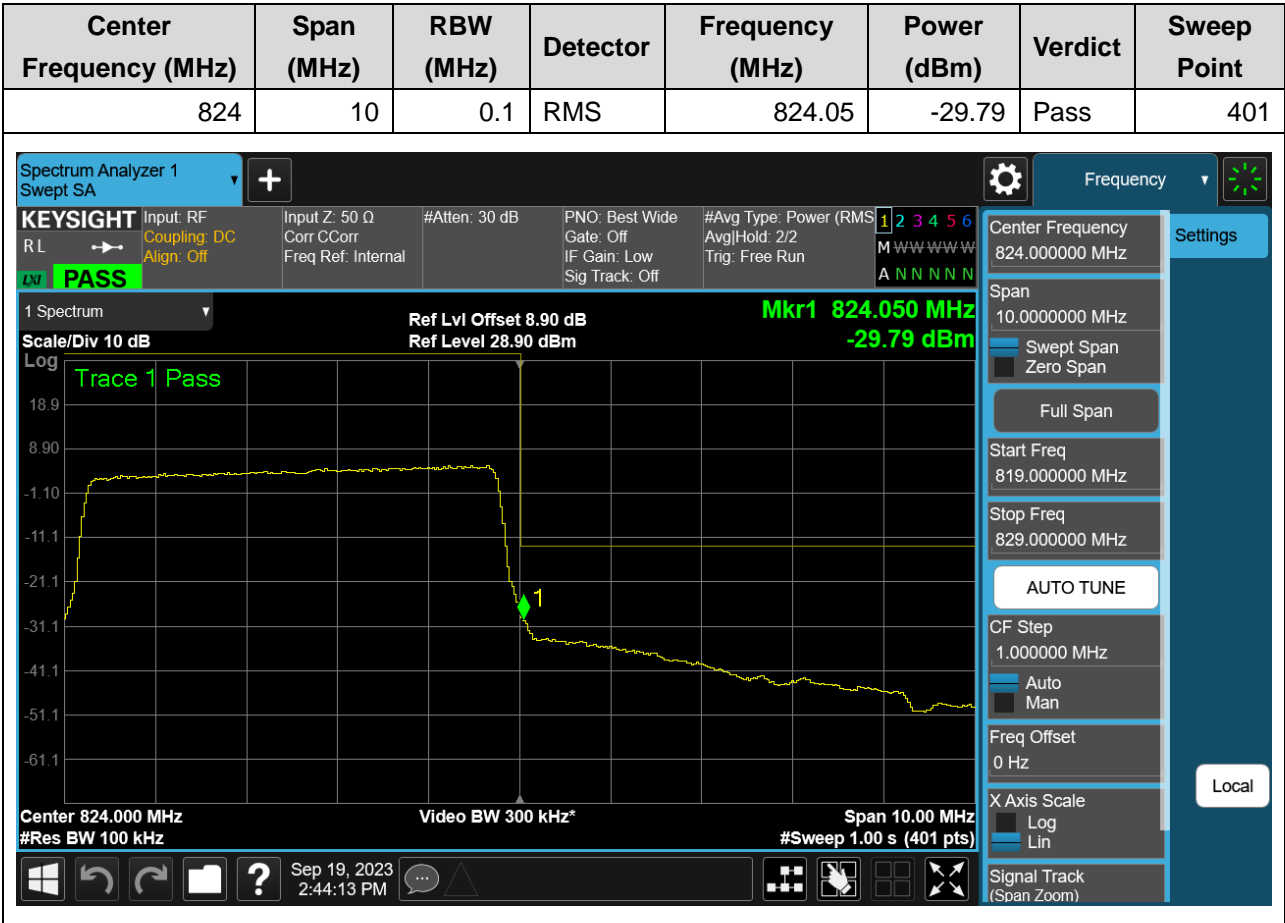 Center Frequency (MHz) Span (MHz) RBW (MHz) Detector Frequency (MHz) Power (dBm) Verdict Sweep Point
824 10 0.1 RMS 824.05 -29.79 Pass 401
Spectrum Analyzer 1
Swept SA
Frequency
KEYSIGHT
R L
LXI PASS
Input: RF
Coupling: DC
Align: Off
Input Z: 50 Ω
Corr CCorr
Freq Ref: Internal
#Atten: 30 dB
PNO: Best Wide
Gate: Off
IF Gain: Low
Sig Track: Off
#Avg Type: Power (RMS
Avg|Hold: 2/2
Trig: Free Run
1 2 3 4 5 6
M W W W W W
A N N N N N
1 Spectrum
Scale/Div 10 dB
Ref Lvl Offset 8.90 dB
Ref Level 28.90 dBm
Mkr1 824.050 MHz
-29.79 dBm
Log
Trace 1 Pass
18.9
8.90
-1.10
-11.1
-21.1
-31.1
-41.1
-51.1
-61.1
1
Center 824.000 MHz
#Res BW 100 kHz
Video BW 300 kHz*
Span 10.00 MHz
#Sweep 1.00 s (401 pts)
Center Frequency
824.000000 MHz
Settings
Span
10.0000000 MHz
Swept Span
Zero Span
Full Span
Start Freq
819.000000 MHz
Stop Freq
829.000000 MHz
AUTO TUNE
CF Step
1.000000 MHz
Auto
Man
Freq Offset
0 Hz
X Axis Scale
Log
Lin
Signal Track
(Span Zoom)
Local
?
Sep 19, 2023
2:44:13 PM